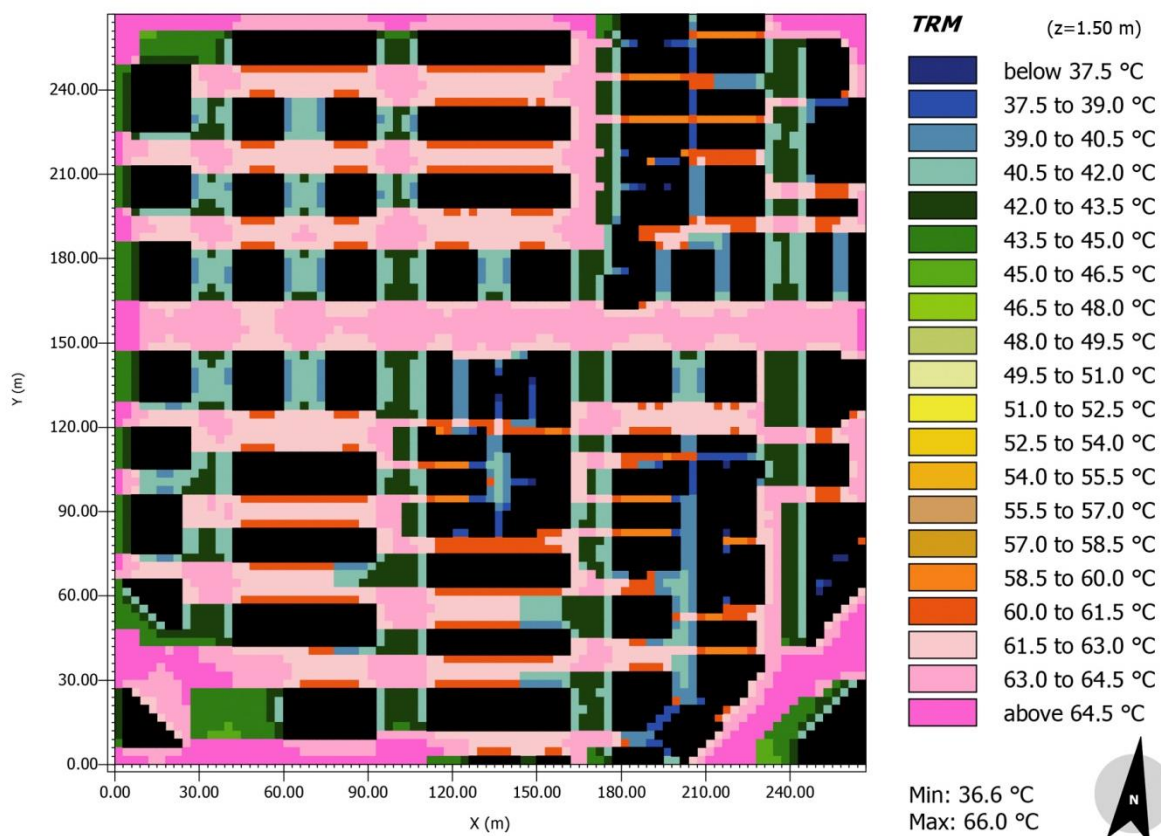 TRM (z=1.50 m)
below 37.5 °C
37.5 to 39.0 °C
39.0 to 40.5 °C
40.5 to 42.0 °C
42.0 to 43.5 °C
43.5 to 45.0 °C
45.0 to 46.5 °C
46.5 to 48.0 °C
48.0 to 49.5 °C
49.5 to 51.0 °C
51.0 to 52.5 °C
52.5 to 54.0 °C
54.0 to 55.5 °C
55.5 to 57.0 °C
57.0 to 58.5 °C
58.5 to 60.0 °C
60.0 to 61.5 °C
61.5 to 63.0 °C
63.0 to 64.5 °C
above 64.5 °C
Min: 36.6 °C
Max: 66.0 °C
N
Y (m)
240.00
210.00
180.00
150.00
120.00
90.00
60.00
30.00
0.00
0.00 30.00 60.00 90.00 120.00 150.00 180.00 210.00 240.00
X (m)